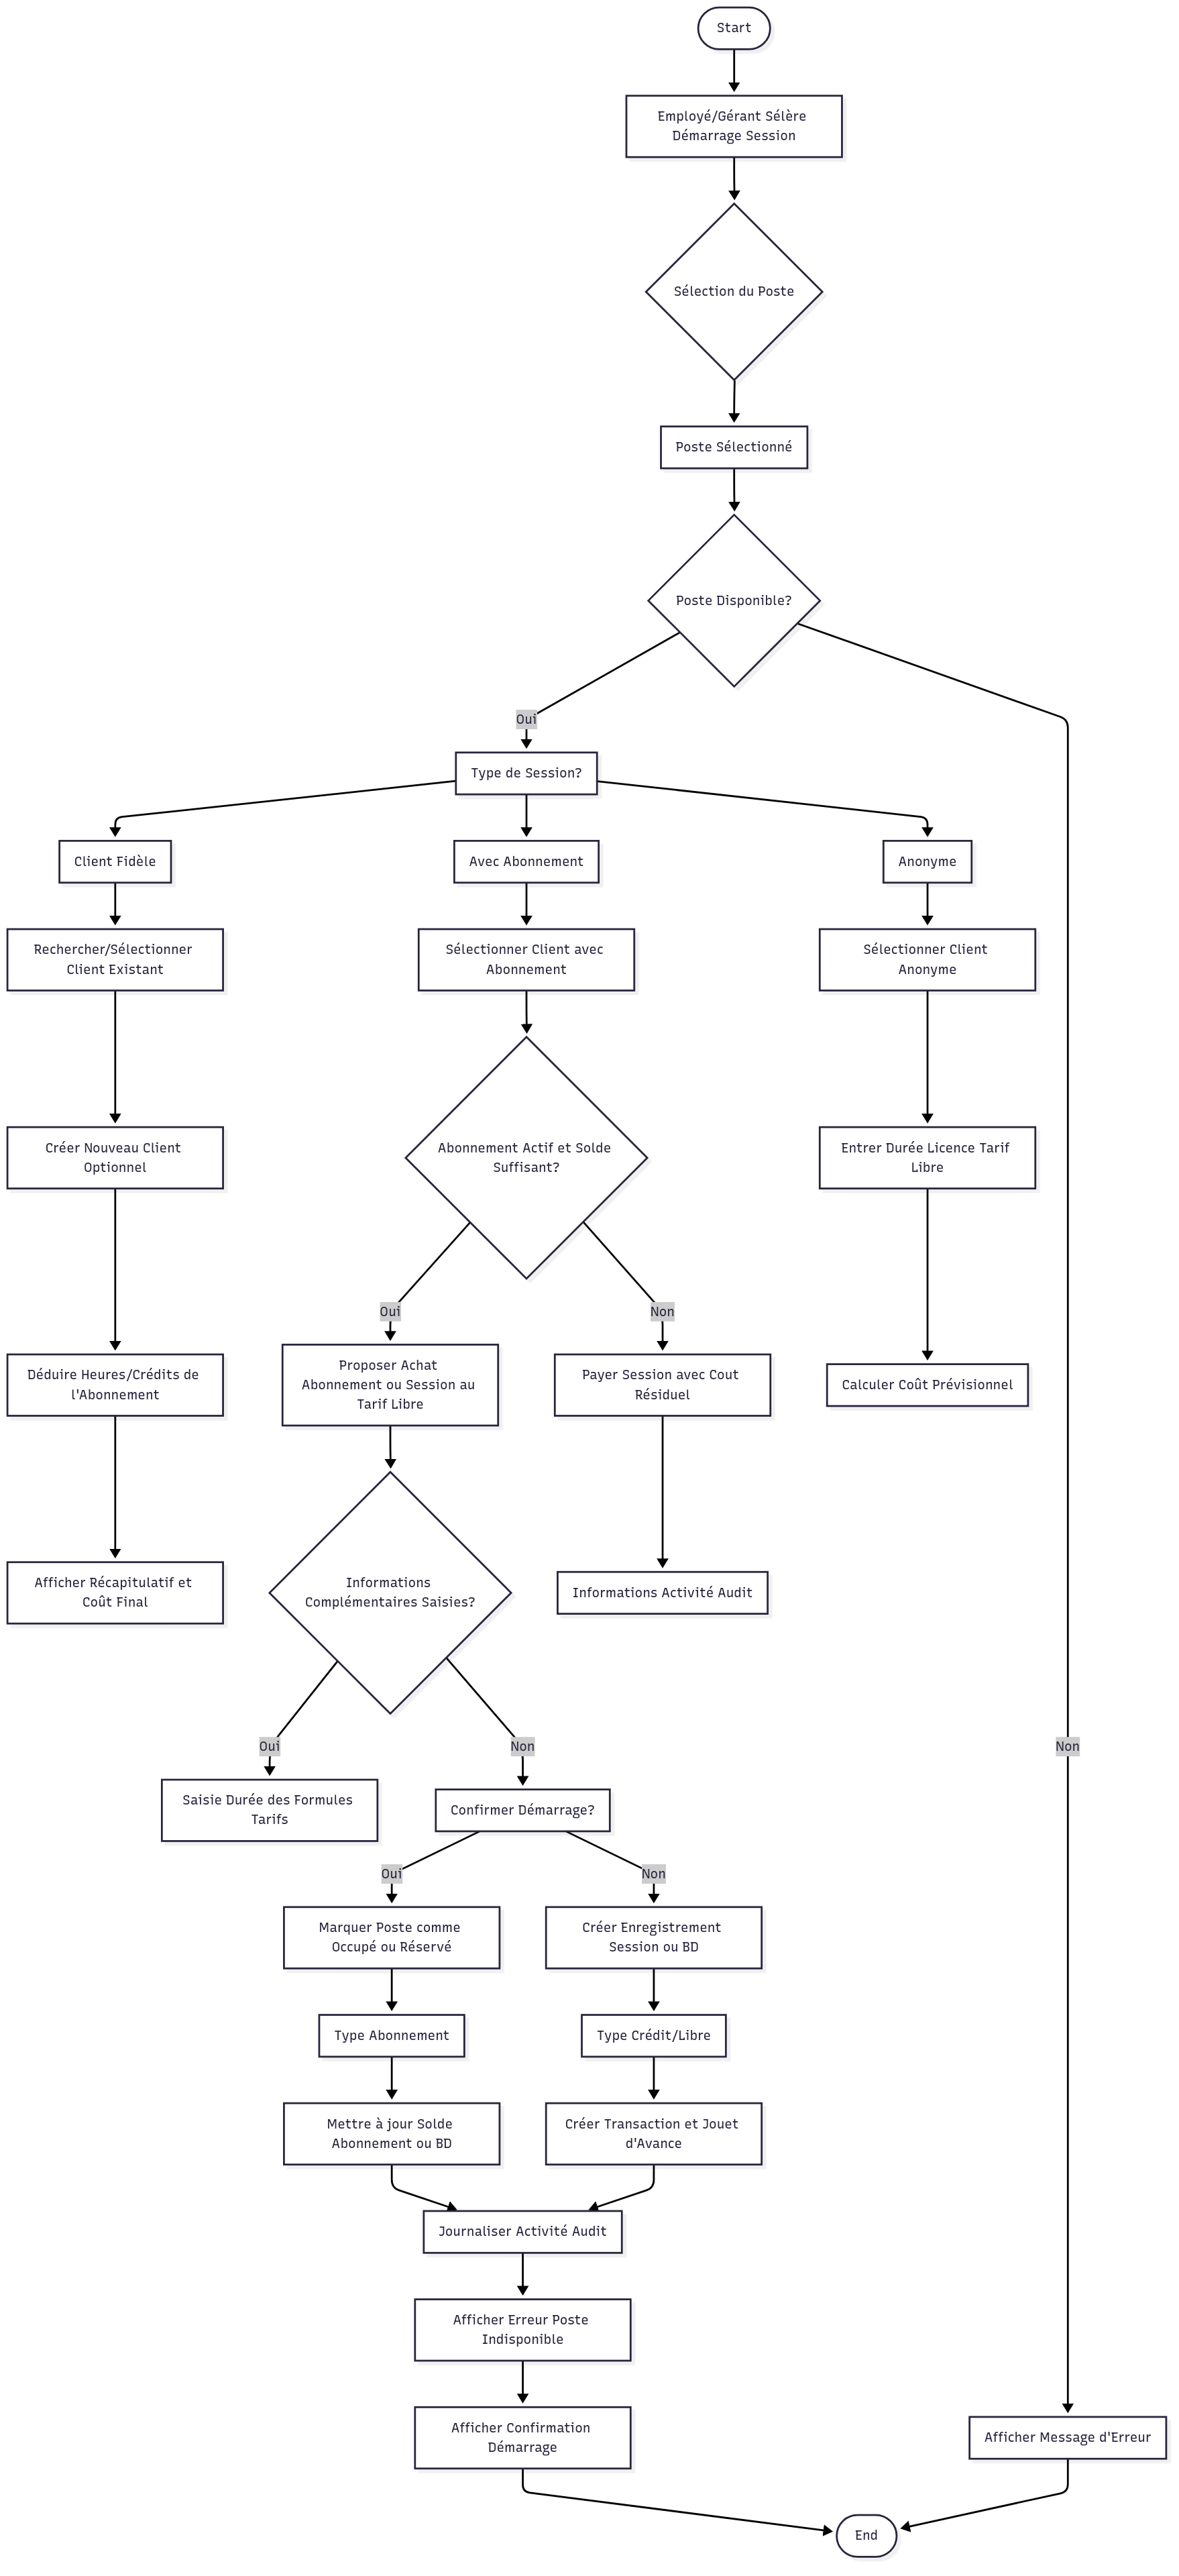 Start
Employé/Gérant Sélère
Démarrage Session
Sélection du Poste
Poste Sélectionné
Poste Disponible?
Oui
Type de Session?
Client Fidèle
Avec Abonnement
Anonyme
Rechercher/Sélectionner
Client Existant
Sélectionner Client avec
Abonnement
Sélectionner Client
Anonyme
Créer Nouveau Client
Optionnel
Abonnement Actif et Solde
Suffisant?
Entrer Durée Licence Tarif
Libre
Oui
Non
Déduire Heures/Crédits de
l'Abonnement
Proposer Achat
Abonnement ou Session au
Tarif Libre
Payer Session avec Cout
Résiduel
Calculer Coût Prévisionnel
Afficher Récapitulatif et
Coût Final
Informations
Complémentaires Saisies?
Informations Activité Audit
Oui
Non
Non
Saisie Durée des Formules
Tarifs
Confirmer Démarrage?
Oui
Non
Marquer Poste comme
Occupé ou Réservé
Créer Enregistrement
Session ou BD
Type Abonnement
Type Crédit/Libre
Mettre à jour Solde
Abonnement ou BD
Créer Transaction et Jouet
d'Avance
Journaliser Activité Audit
Afficher Erreur Poste
Indisponible
Afficher Confirmation
Démarrage
Afficher Message d'Erreur
End